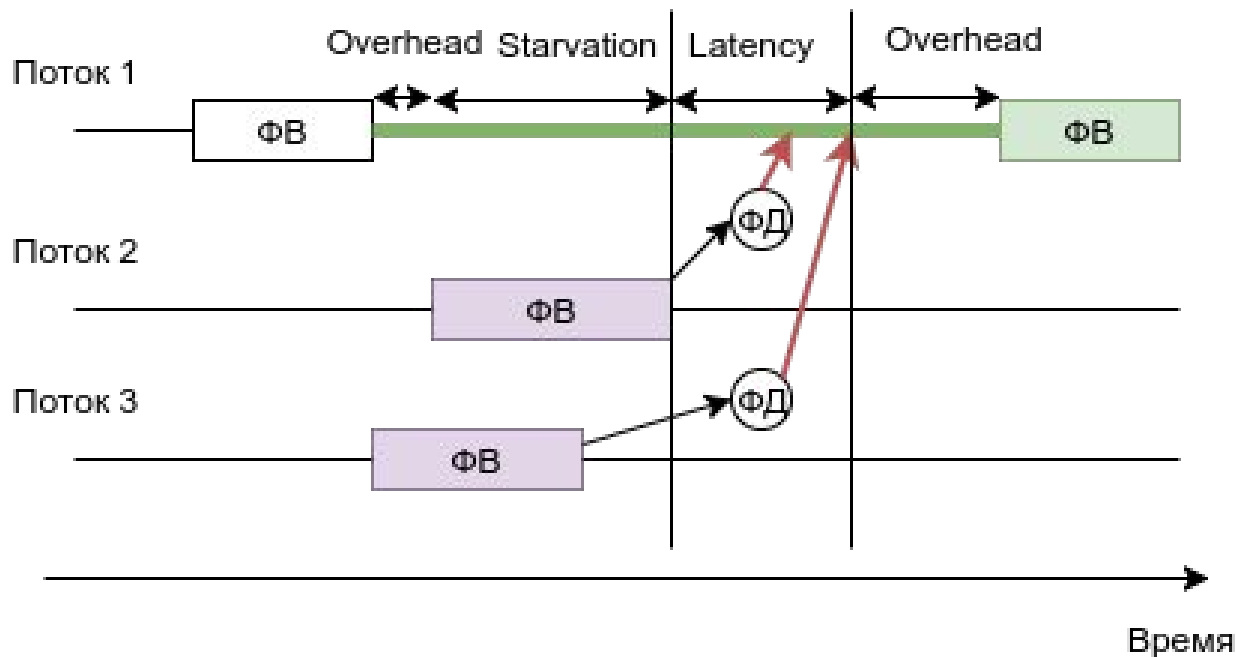 Overhead Starvation Latency Overhead
Поток 1
ФВ ФВ
ФД
Поток 2
ФВ
ФД
Поток 3
ФВ
Время